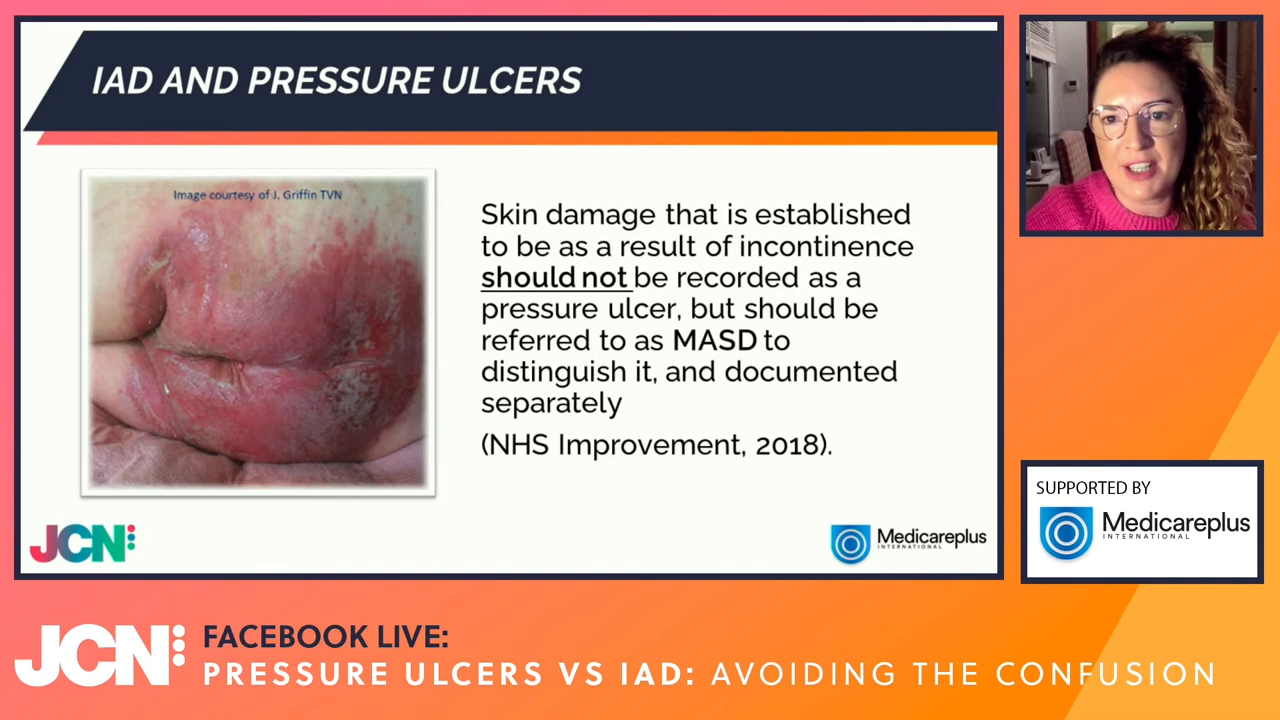 IAD AND PRESSURE ULCERS
Image courtesy of J. Griffin TVN
Skin damage that is established
to be as a result of incontinence
should not be recorded as a
pressure ulcer, but should be
referred to as MASD to
distinguish it, and documented
separately
(NHS Improvement, 2018).
JCN
Medicareplus
INTERNATIONAL
SUPPORTED BY
Medicareplus
INTERNATIONAL
JCN
FACEBOOK LIVE:
PRESSURE ULCERS VS IAD: AVOIDING THE CONFUSION